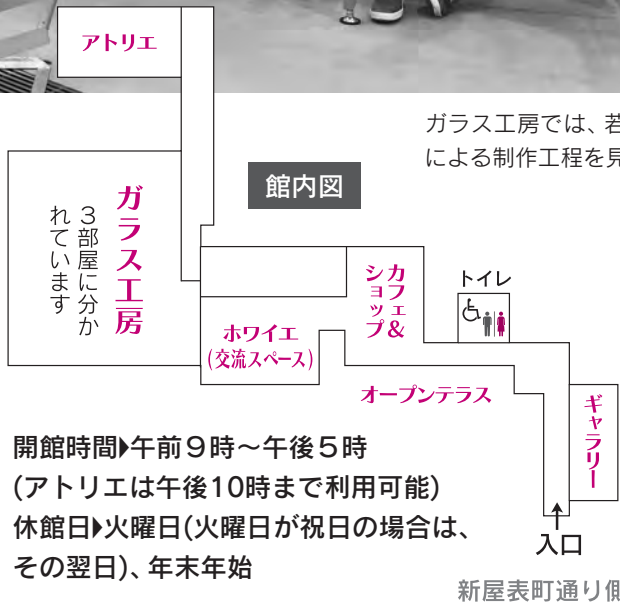 アトリエ
ガラス工房では、若
による制作工程を見
館内図
ガラス工房
３部屋に分か
れています
カフェ&
ショップ
トイレ
ホワイエ
(交流スペース)
オープンテラス
ギャラリー
入口
開館時間▶午前９時～午後５時
(アトリエは午後10時まで利用可能)
休館日▶火曜日(火曜日が祝日の場合は、
その翌日)、年末年始
新屋表町通り側